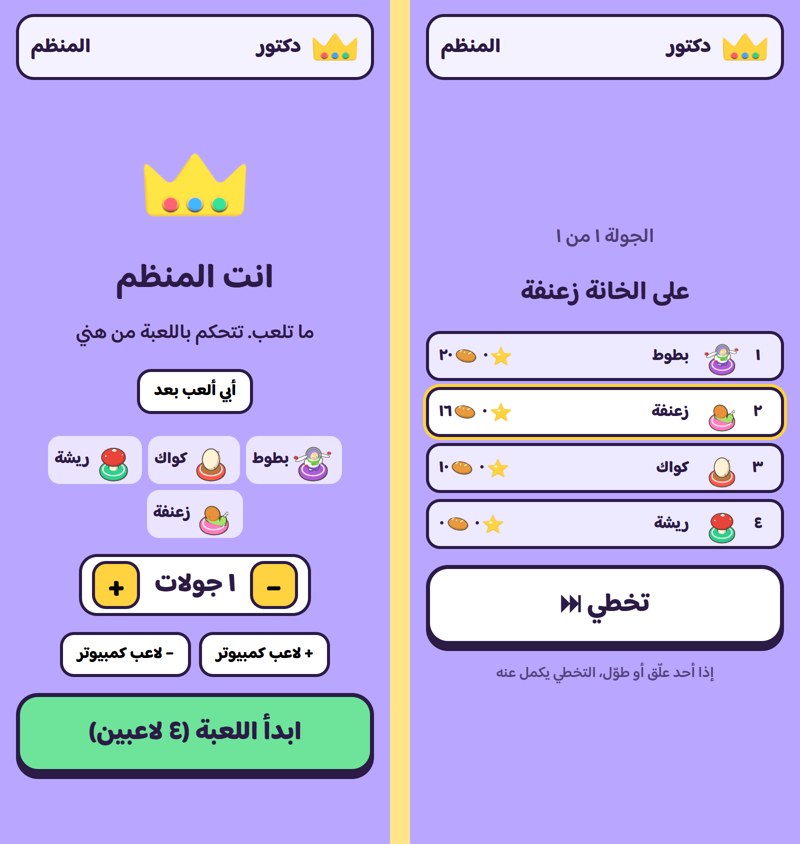 دكتور
المنظم
انت المنظم
ما تلعب. تتحكم باللعبة من هني
أبي ألعب بعد
بطوط
كواك
ريشة
زعنفة
− ١ جولات +
+ لاعب كمبيوتر
− لاعب كمبيوتر
ابدأ اللعبة (٤ لاعبين)
دكتور
المنظم
الجولة ١ من ١
على الخانة زعنفة
١ بطوط ٠ ٢٠
٢ زعنفة ٠ ١٦
٣ كواك ٠ ١٠
٤ ريشة ٠ ٠
تخطي ⏭
إذا أحد علّق أو طوّل، التخطي يكمل عنه